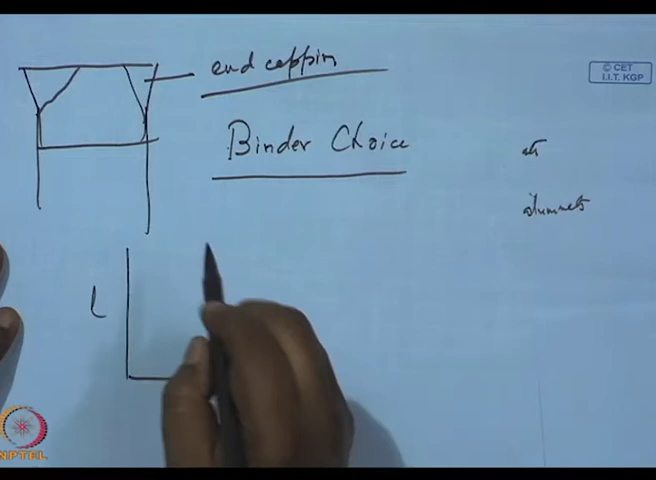 end cappin
© CET
I.I.T. KGP
Binder Choice
NPTEL